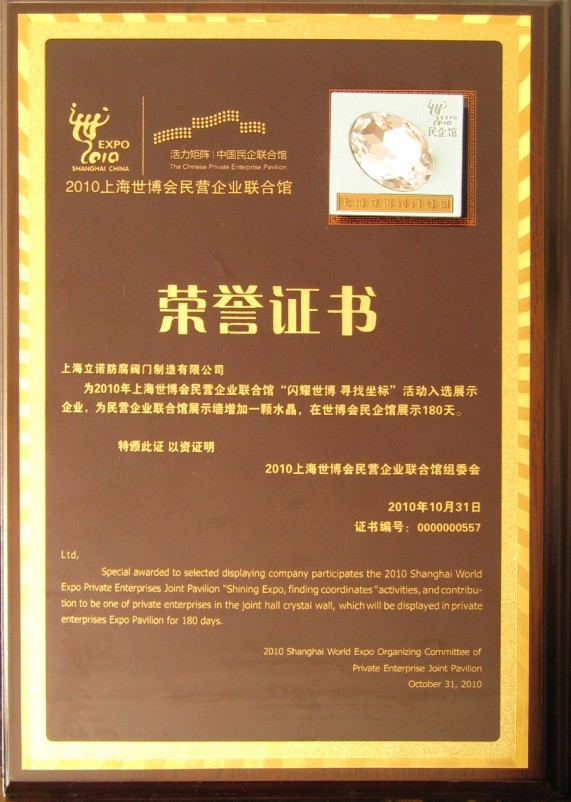 EXPO
2010
SHANGHAI CHINA
活力矩阵|中国民企联合馆
The Chinese Private Enterprise Pavilion
2010上海世博会民营企业联合馆
EXPO 2010
民企馆
荣誉证书
上海立诺防腐阀门制造有限公司
为2010年上海世博会民营企业联合馆“闪耀世博 寻找坐标”活动入选展示
企业，为民营企业联合馆展示墙增加一颗水晶，在世博会民企馆展示180天。
特颁此证 以资证明
2010上海世博会民营企业联合馆组委会
2010年10月31日
证书编号：0000000557
Ltd,
Special awarded to selected displaying company participates the 2010 Shanghai World
Expo Private Enterprises Joint Pavilion "Shining Expo, finding coordinates" activities, and contribu-
tion to be one of private enterprises in the joint hall crystal wall, which will be displayed in private
enterprises Expo Pavilion for 180 days.
2010 Shanghai World Expo Organizing Committee of
Private Enterprise Joint Pavilion
October 31, 2010